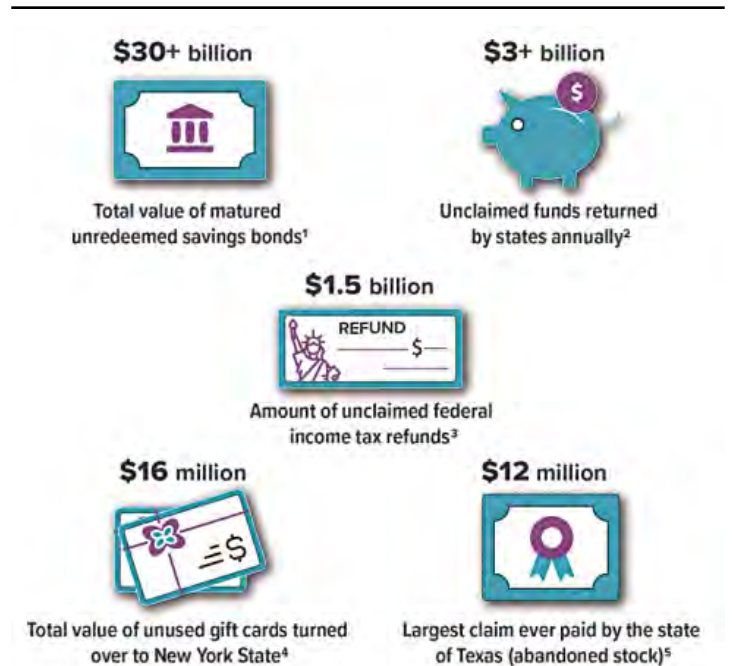 $30+ billion
$3+ billion
$
Total value of matured
unredeemed savings bonds¹
Unclaimed funds returned
by states annually²
$1.5 billion
REFUND
$
Amount of unclaimed federal
income tax refunds³
$16 million
$12 million
$
Total value of unused gift cards turned
over to New York State⁴
Largest claim ever paid by the state
of Texas (abandoned stock)⁵